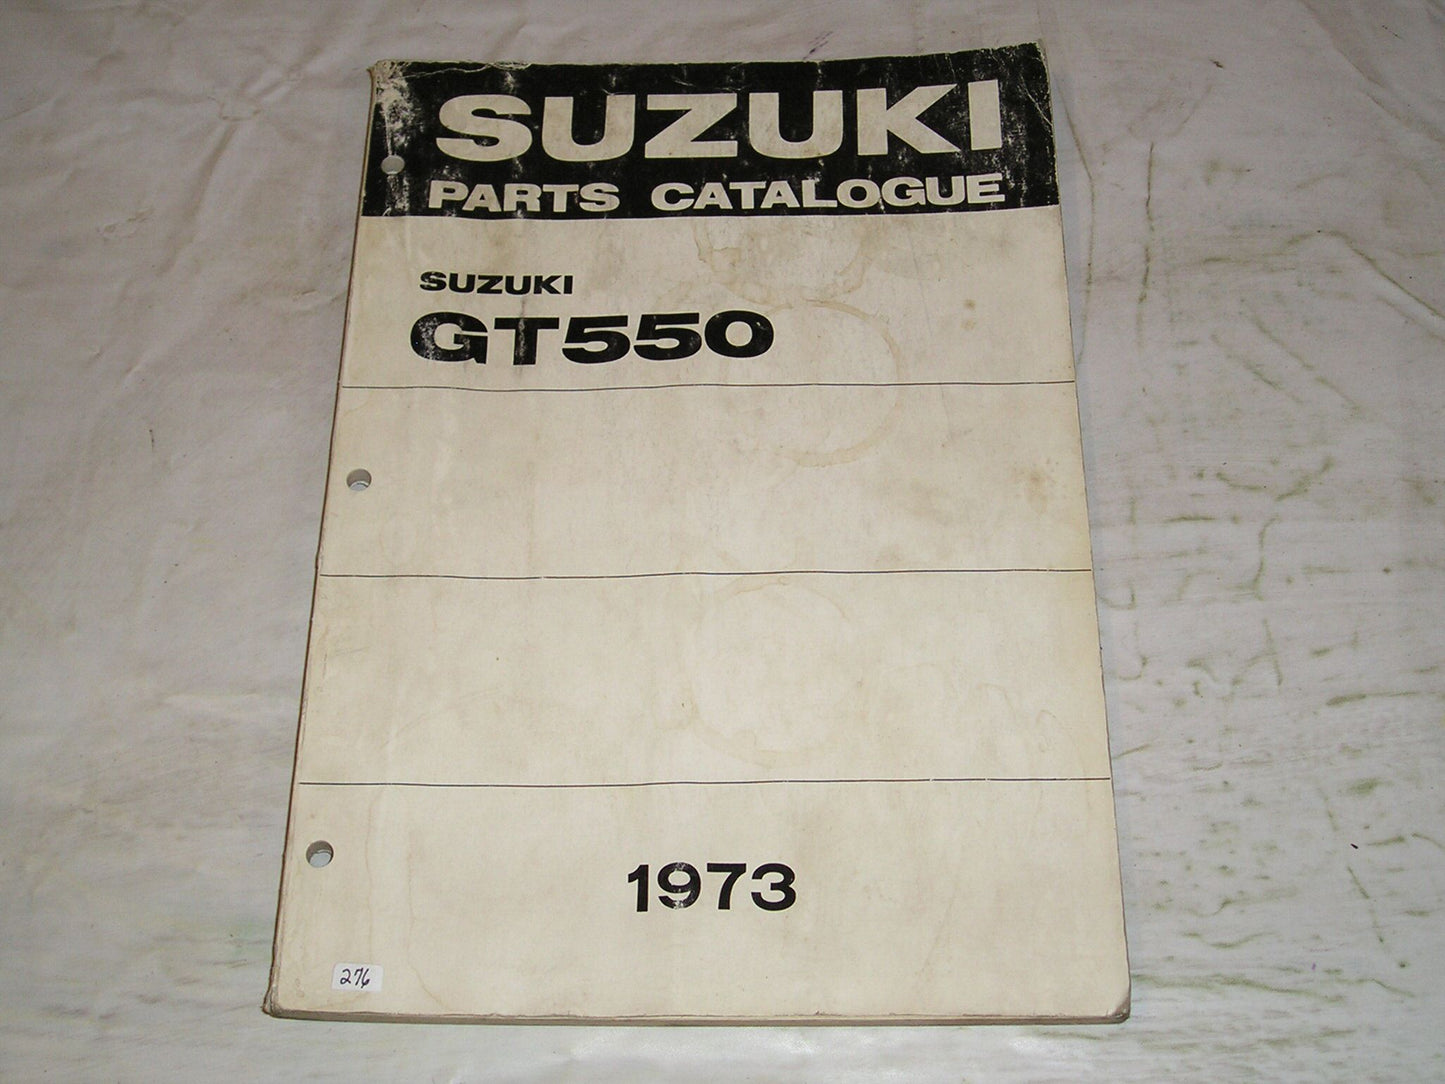 SUZUKI
PARTS CATALOGUE
SUZUKI
GT550
1973
276